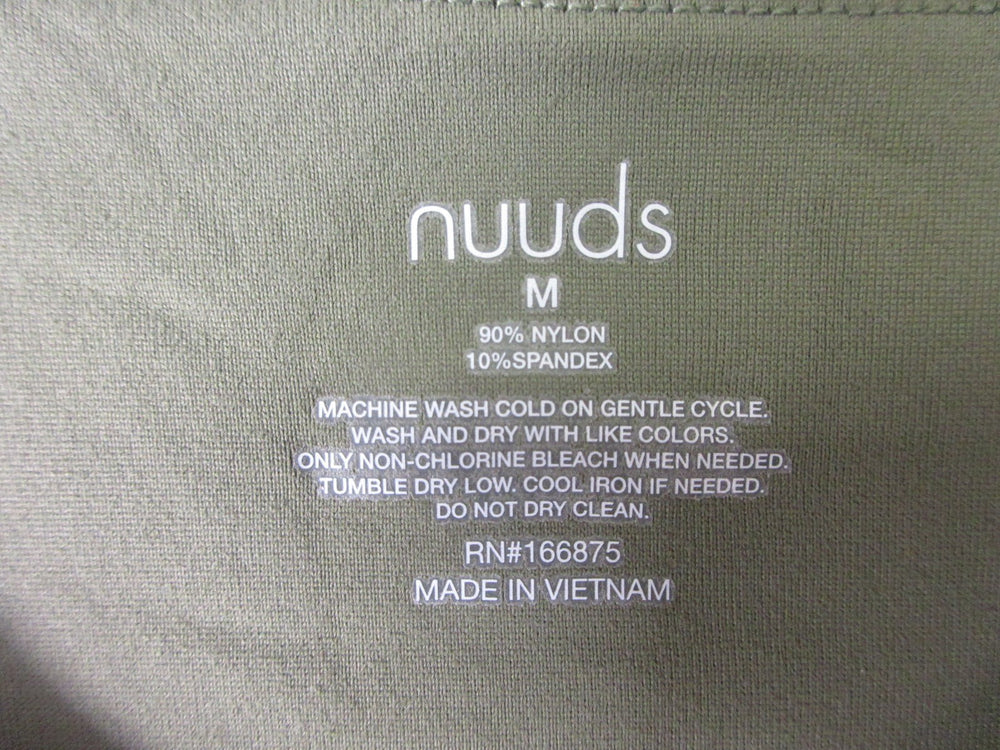 nuuds
M
90% NYLON
10%SPANDEX
MACHINE WASH COLD ON GENTLE CYCLE.
WASH AND DRY WITH LIKE COLORS.
ONLY NON-CHLORINE BLEACH WHEN NEEDED.
TUMBLE DRY LOW. COOL IRON IF NEEDED.
DO NOT DRY CLEAN.
RN#166875
MADE IN VIETNAM